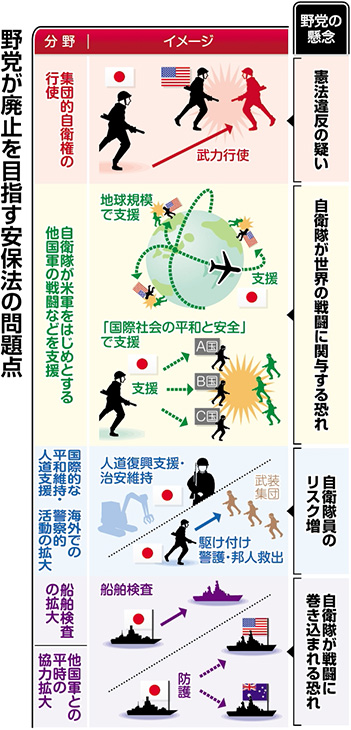 野党が廃止を目指す安保法の問題点
分野
イメージ
野党の
懸念
集団的自衛権の
行使
武力行使
憲法違反の疑い
自衛隊が米軍をはじめとする
他国軍の戦闘などを支援
地球規模
で支援
支援
「国際社会の平和と安全」
で支援
支援
A国
B国
C国
自衛隊が世界の戦闘に関与する恐れ
国際的な
平和維持・
人道支援
海外での
警察的
活動の拡大
人道復興支援・
治安維持
武装
集団
駆け付け
警護・邦人救出
自衛隊員の
リスク増
船舶検査
の拡大
船舶検査
他国軍との
平時の
協力拡大
防護
自衛隊が戦闘に
巻き込まれる恐れ